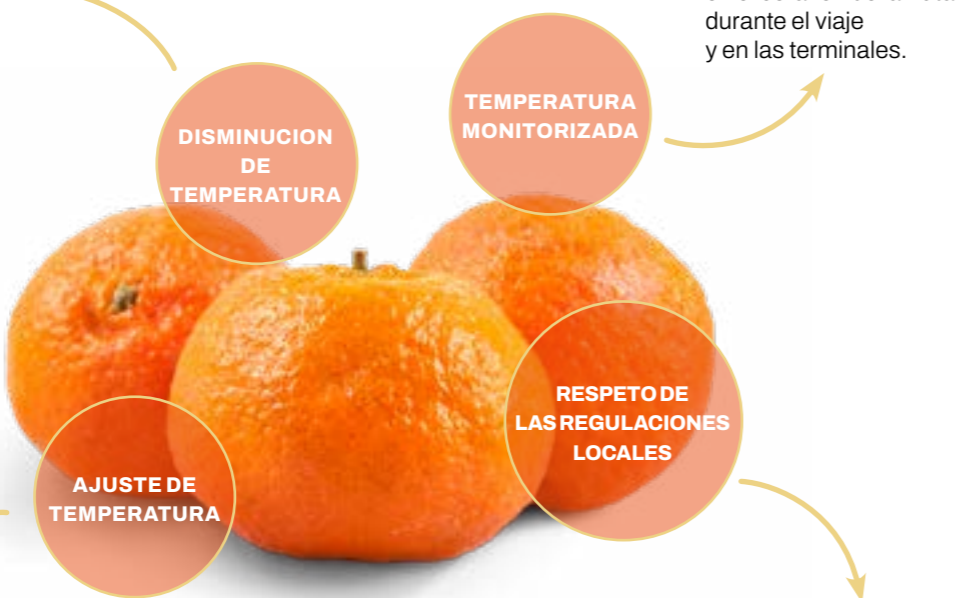 durante el viaje
y en las terminales.
TEMPERATURA
MONITORIZADA
DISMINUCION
DE
TEMPERATURA
RESPETO DE
LAS REGULACIONES
LOCALES
AJUSTE DE
TEMPERATURA